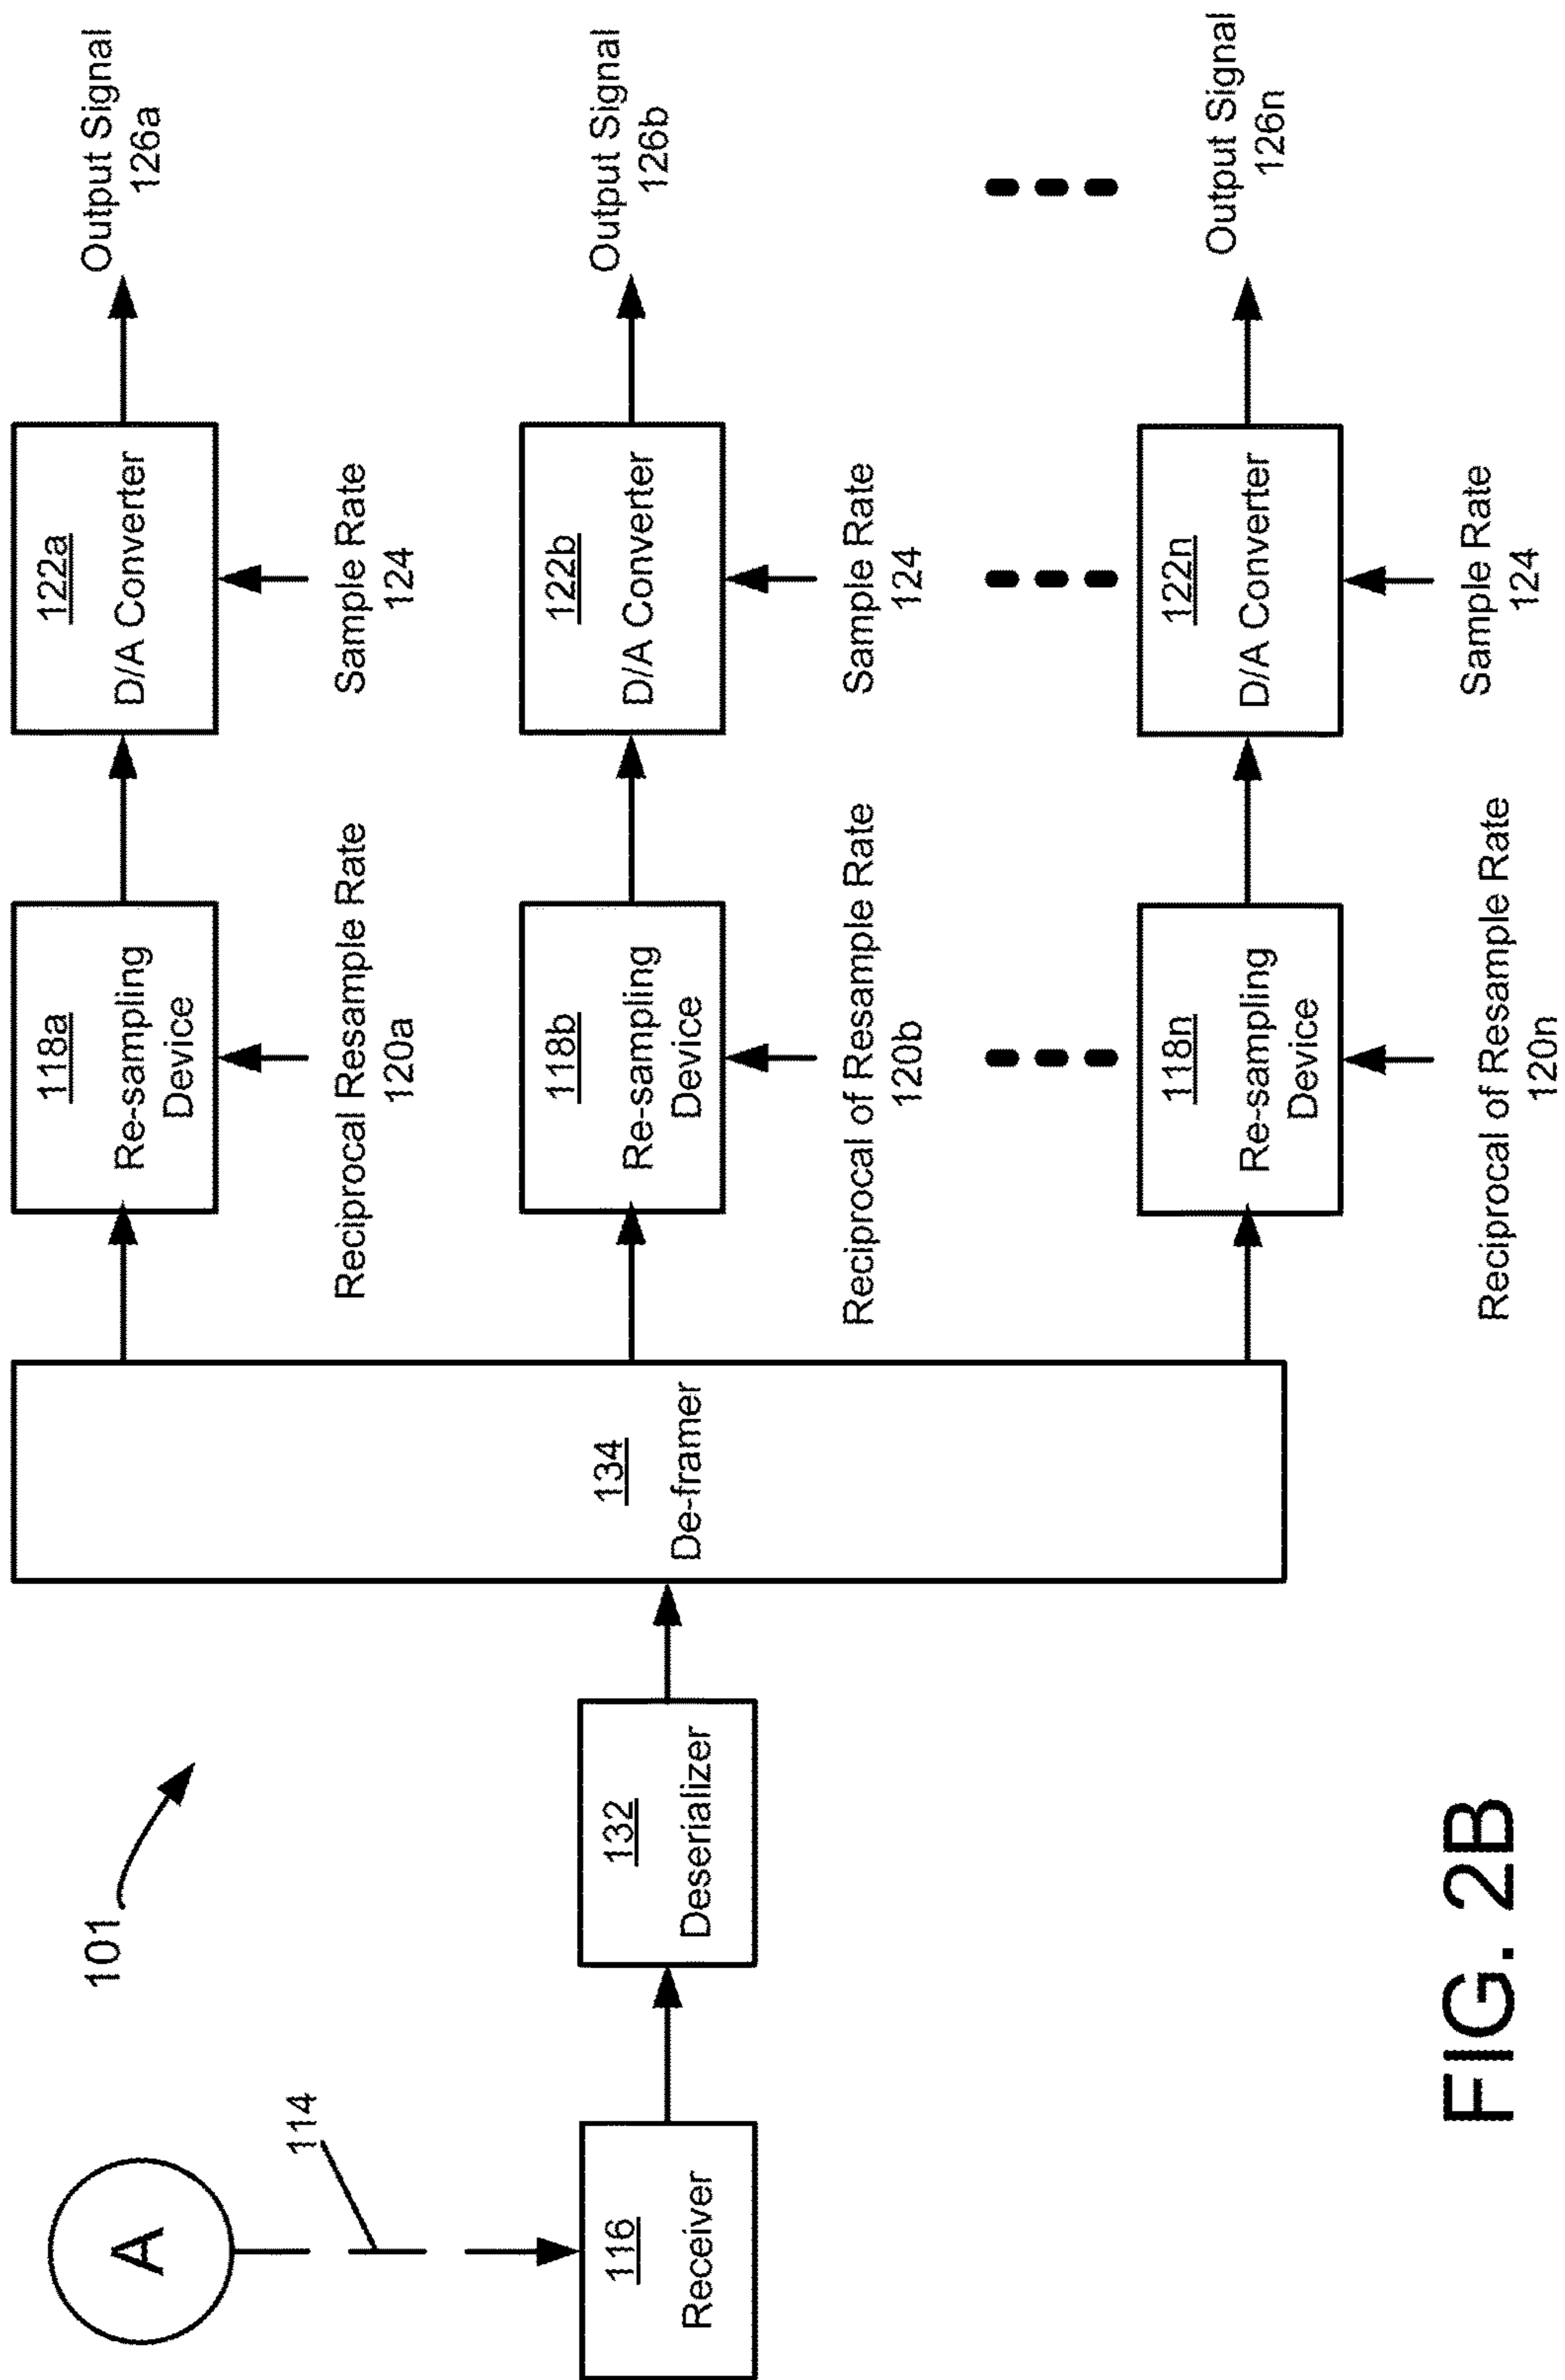 101
A
114
116
Receiver
132
Deserializer
134
De-framer
118a
Re-sampling
Device
Reciprocal Resample Rate
120a
122a
D/A Converter
Sample Rate
124
Output Signal
126a
118b
Re-sampling
Device
Reciprocal of Resample Rate
120b
122b
D/A Converter
Sample Rate
124
Output Signal
126b
118n
Re-sampling
Device
Reciprocal of Resample Rate
120n
122n
D/A Converter
Sample Rate
124
Output Signal
126n
FIG. 2B